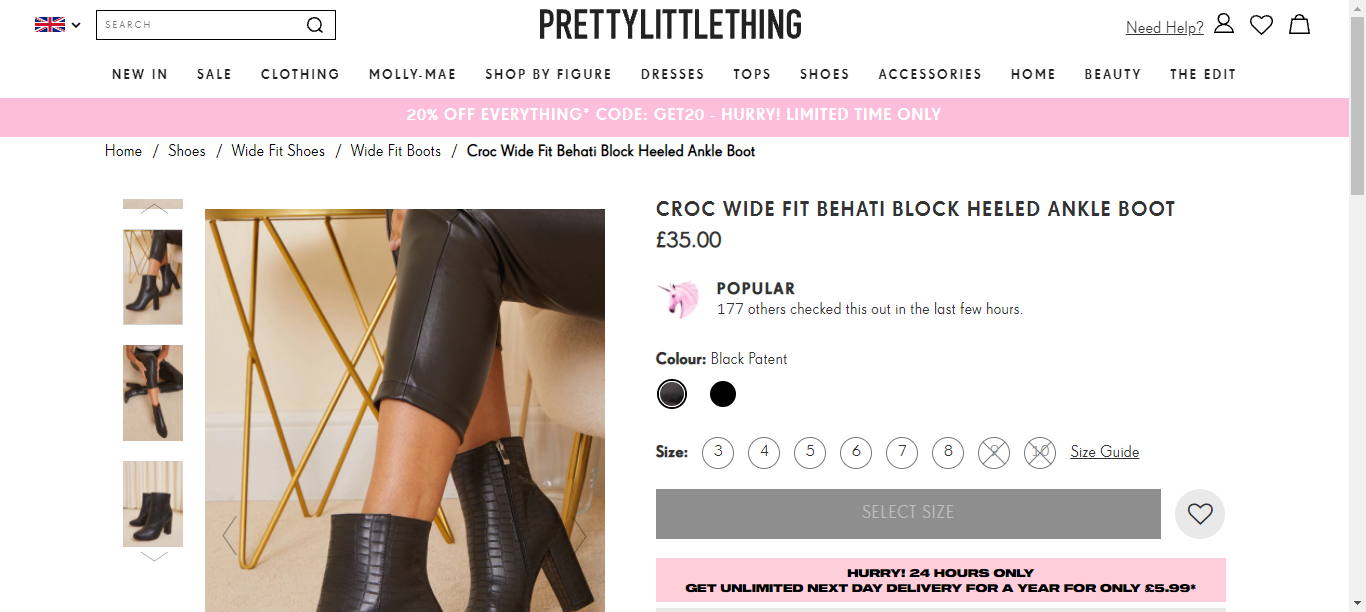 SEARCH
PRETTYLITTLETHING
Need Help?
NEW IN SALE CLOTHING MOLLY-MAE SHOP BY FIGURE DRESSES TOPS SHOES ACCESSORIES HOME BEAUTY THE EDIT
20% OFF EVERYTHING* CODE: GET20 - HURRY! LIMITED TIME ONLY
Home / Shoes / Wide Fit Shoes / Wide Fit Boots / Croc Wide Fit Behati Block Heeled Ankle Boot
CROC WIDE FIT BEHATI BLOCK HEELED ANKLE BOOT
£35.00
POPULAR
177 others checked this out in the last few hours.
Colour: Black Patent
Size: 3 4 5 6 7 8 9 10 Size Guide
SELECT SIZE
HURRY! 24 HOURS ONLY
GET UNLIMITED NEXT DAY DELIVERY FOR A YEAR FOR ONLY £5.99*